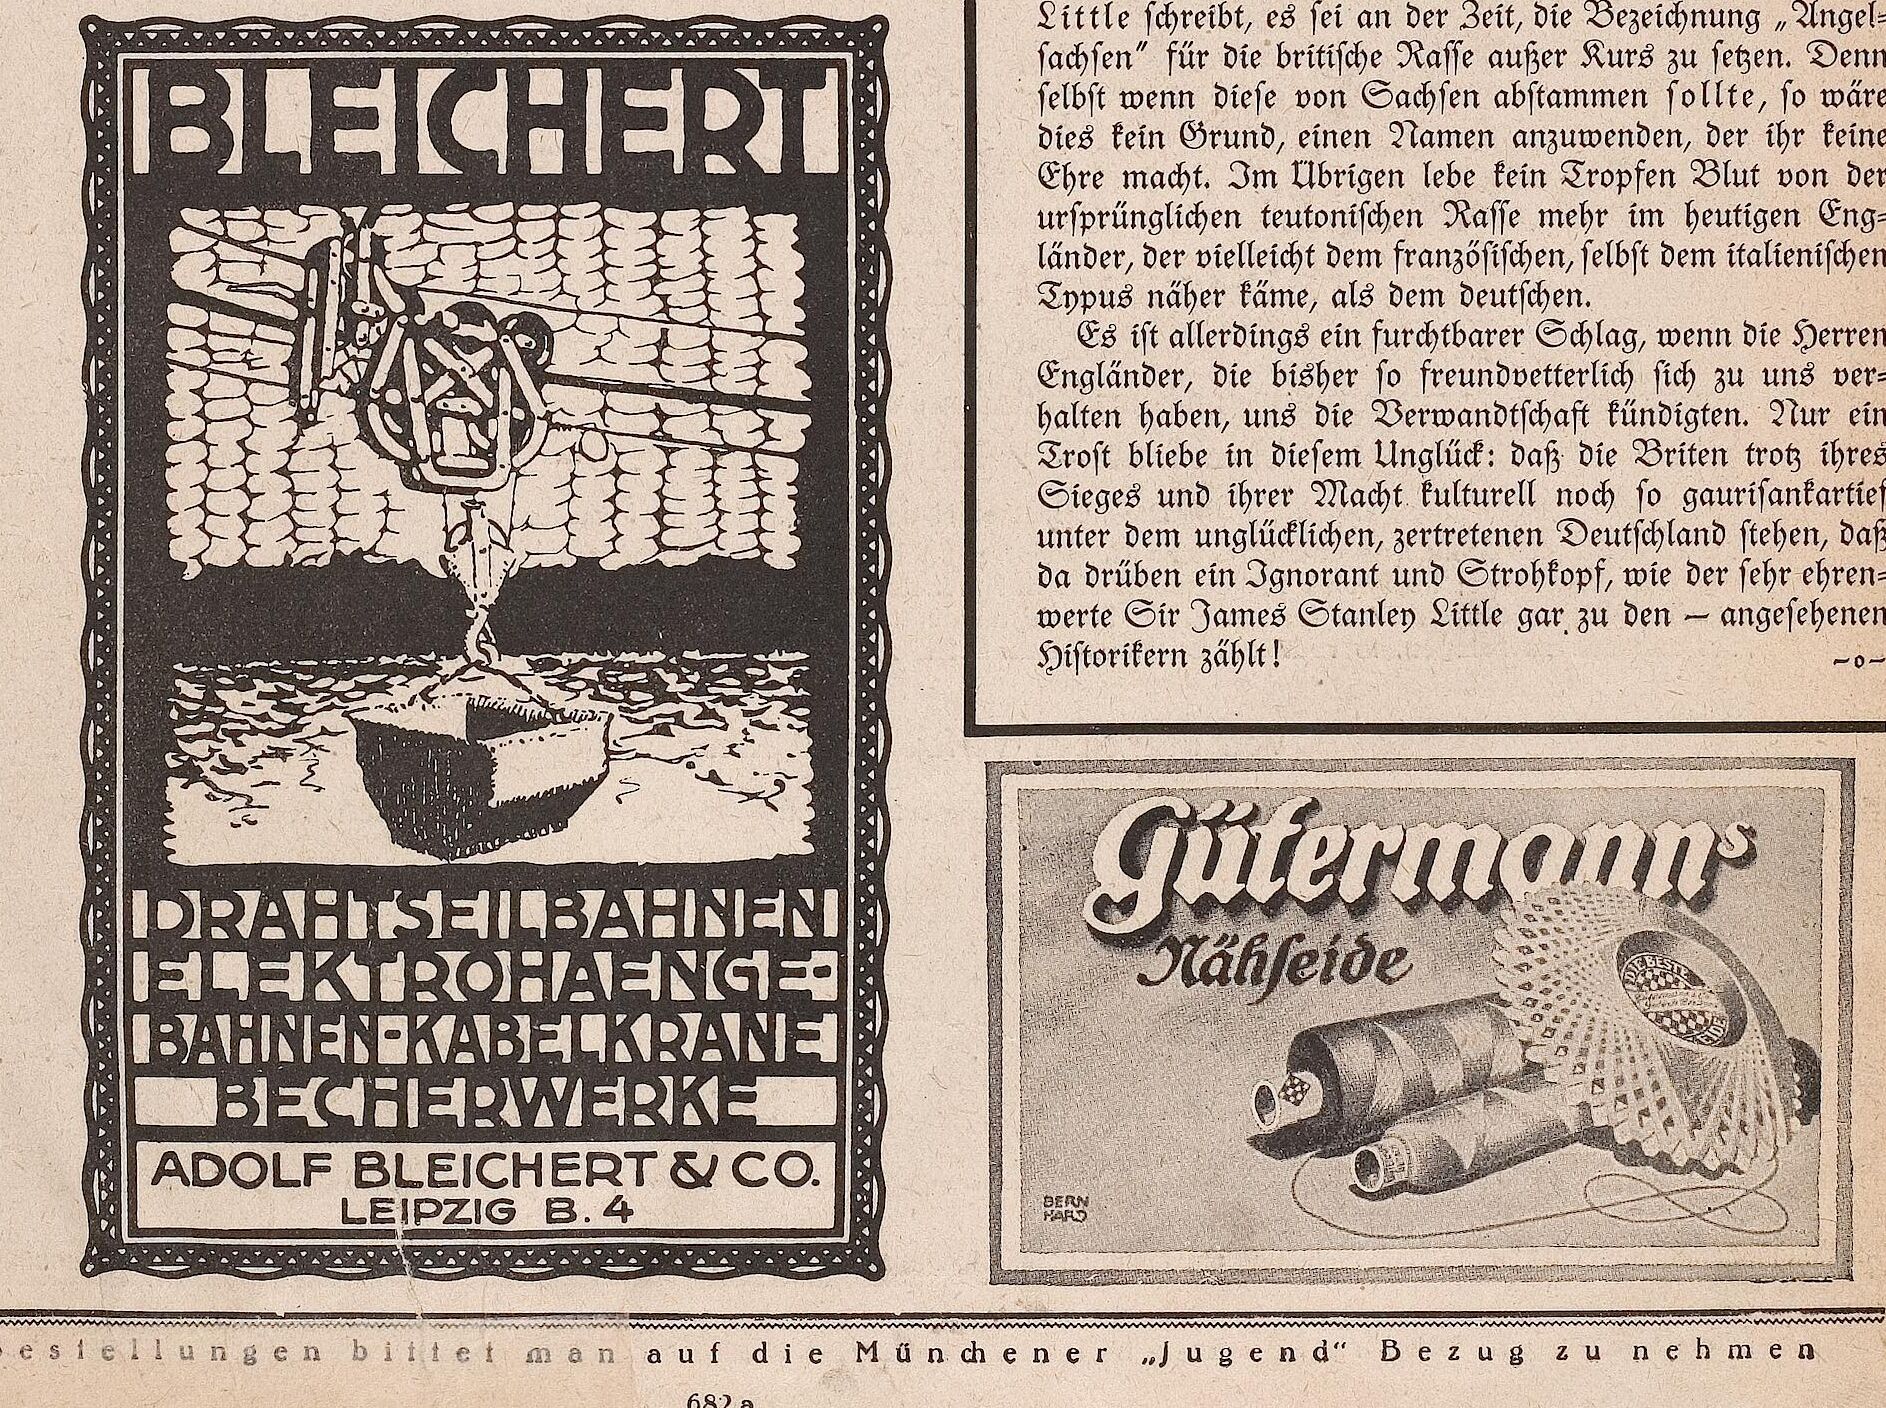 BLEICHERT
DRAHTSEILBAHNEN
ELEKTROHAENGE-
BAHNEN-KABELKRANE
BECHERWERKE
ADOLF BLEICHERT & CO.
LEIPZIG B. 4
Little schreibt, es sei an der Zeit, die Bezeichnung „Angel=
sachsen" für die britische Rasse außer Kurs zu setzen. Denn
selbst wenn diese von Sachsen abstammen sollte, so wäre
dies kein Grund, einen Namen anzuwenden, der ihr keine
Ehre macht. Im Übrigen lebe kein Tropfen Blut von der
ursprünglichen teutonischen Rasse mehr im heutigen Eng=
länder, der vielleicht dem französischen, selbst dem italienischen
Typus näher käme, als dem deutschen.
Es ist allerdings ein furchtbarer Schlag, wenn die Herren
Engländer, die bisher so freundvetterlich sich zu uns ver=
halten haben, uns die Verwandtschaft kündigten. Nur ein
Trost bliebe in diesem Unglück: daß die Briten trotz ihres
Sieges und ihrer Macht kulturell noch so gaurisankartief
unter dem unglücklichen, zertretenen Deutschland stehen, daß
da drüben ein Ignorant und Strohkopf, wie der sehr ehren=
werte Sir James Stanley Little gar zu den — angesehenen
Historikern zählt!
—o—
Gütermanns
Nähseide
DIE BESTE
NÄHSEIDE
BERN
HARD
bestellungen bittet man auf die Münchener „Jugend" Bezug zu nehmen
682 a